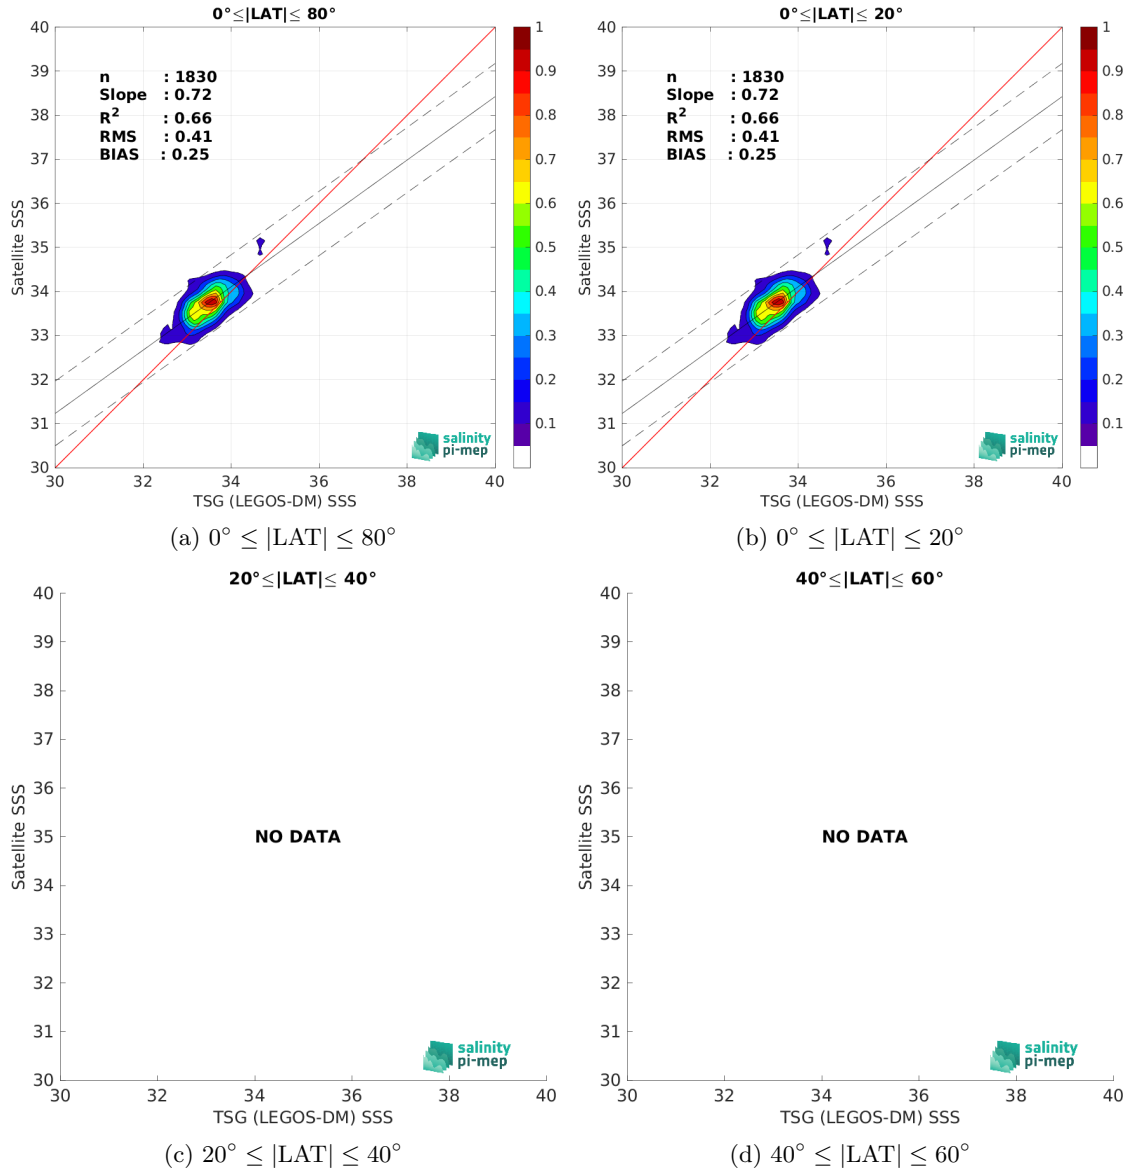 0°≤|LAT|≤ 80°
40
39
38
37
36
35
34
33
32
31
30
Satellite SSS
n : 1830
Slope : 0.72
R² : 0.66
RMS : 0.41
BIAS : 0.25
salinity
pi-mep
30 32 34 36 38 40
TSG (LEGOS-DM) SSS
1
0.9
0.8
0.7
0.6
0.5
0.4
0.3
0.2
0.1
(a) 0° ≤ |LAT| ≤ 80°
0°≤|LAT|≤ 20°
40
39
38
37
36
35
34
33
32
31
30
Satellite SSS
n : 1830
Slope : 0.72
R² : 0.66
RMS : 0.41
BIAS : 0.25
salinity
pi-mep
30 32 34 36 38 40
TSG (LEGOS-DM) SSS
1
0.9
0.8
0.7
0.6
0.5
0.4
0.3
0.2
0.1
(b) 0° ≤ |LAT| ≤ 20°
20°≤|LAT|≤ 40°
40
39
38
37
36
35
34
33
32
31
30
Satellite SSS
NO DATA
salinity
pi-mep
30 32 34 36 38 40
TSG (LEGOS-DM) SSS
(c) 20° ≤ |LAT| ≤ 40°
40°≤|LAT|≤ 60°
40
39
38
37
36
35
34
33
32
31
30
Satellite SSS
NO DATA
salinity
pi-mep
30 32 34 36 38 40
TSG (LEGOS-DM) SSS
(d) 40° ≤ |LAT| ≤ 60°